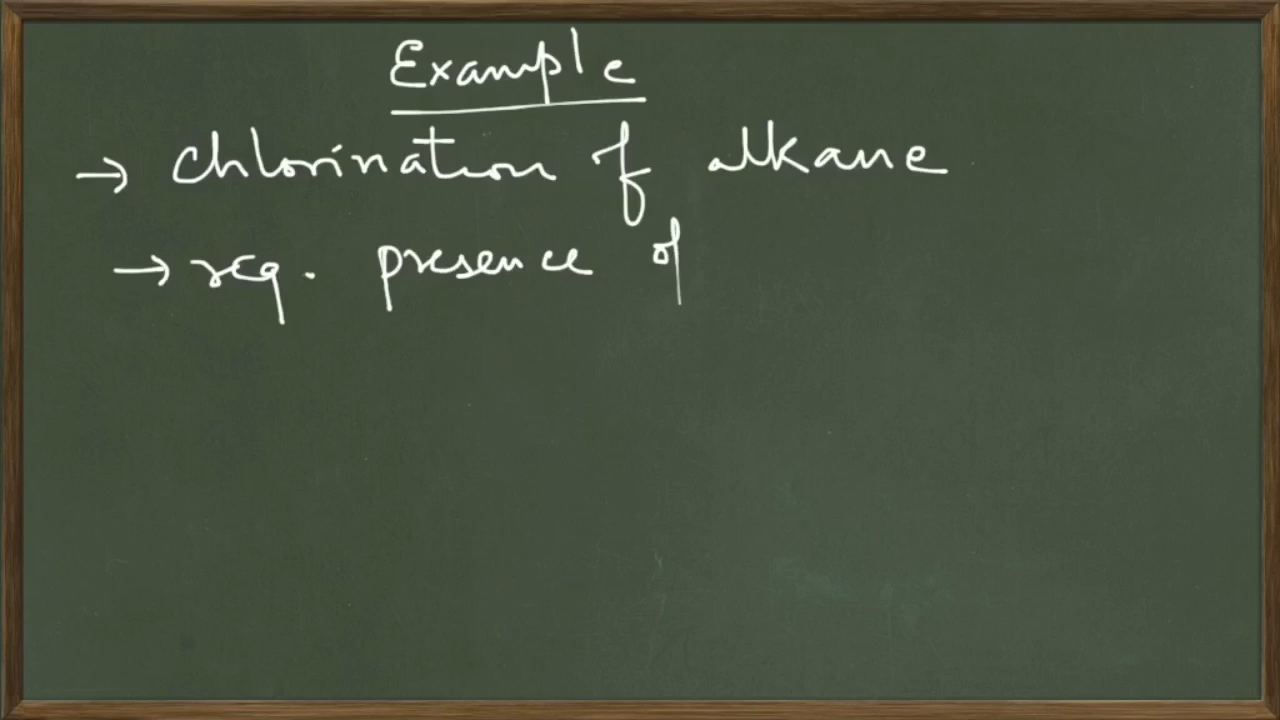 Example
→ Chlorination of alkane
→ req. presence of